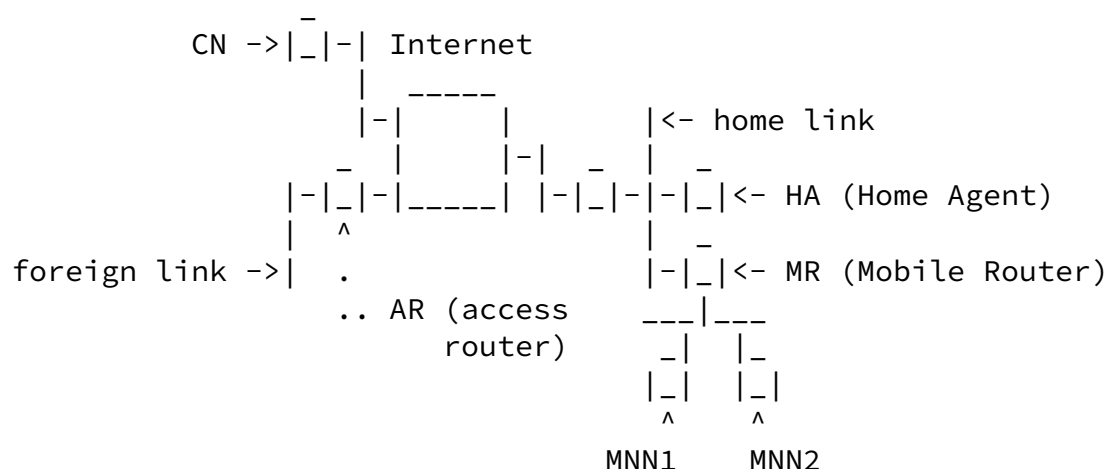 CN -> Internet
<- home link
<- HA (Home Agent)
foreign link -> <- MR (Mobile Router)
.. AR (access
router)
MNN1 MNN2